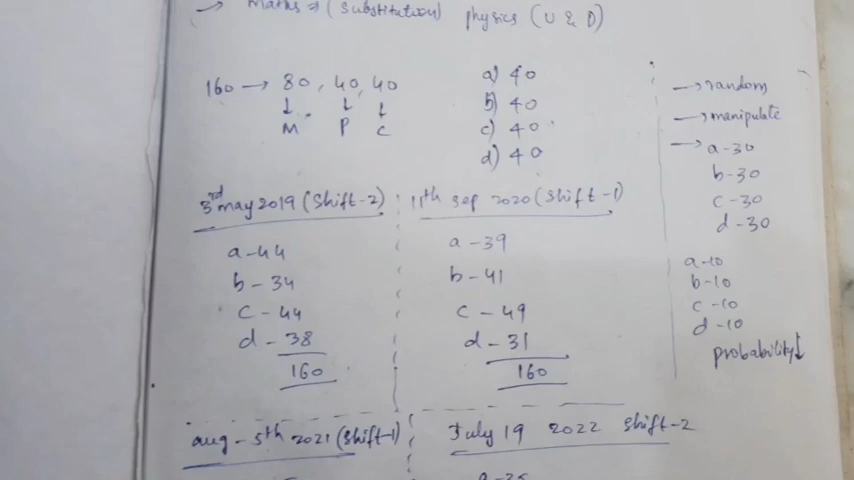 → Maths ⇒ (Substitution) physics (U & D)
160 → 80, 40, 40
↓ ↓ ↓
M P C
a) 40
b) 40
c) 40
d) 40
→ random
→ manipulate
→ a-30
b-30
c-30
d-30
a-10
b-10
c-10
d-10
probability↓
3rd may 2019 (Shift-2)
a-44
b-34
c-44
d-38
160
11th Sep 2020 (Shift-1)
a-39
b-41
c-49
d-31
160
aug-5th 2021 (Shift-1)
July 19 2022 Shift-2